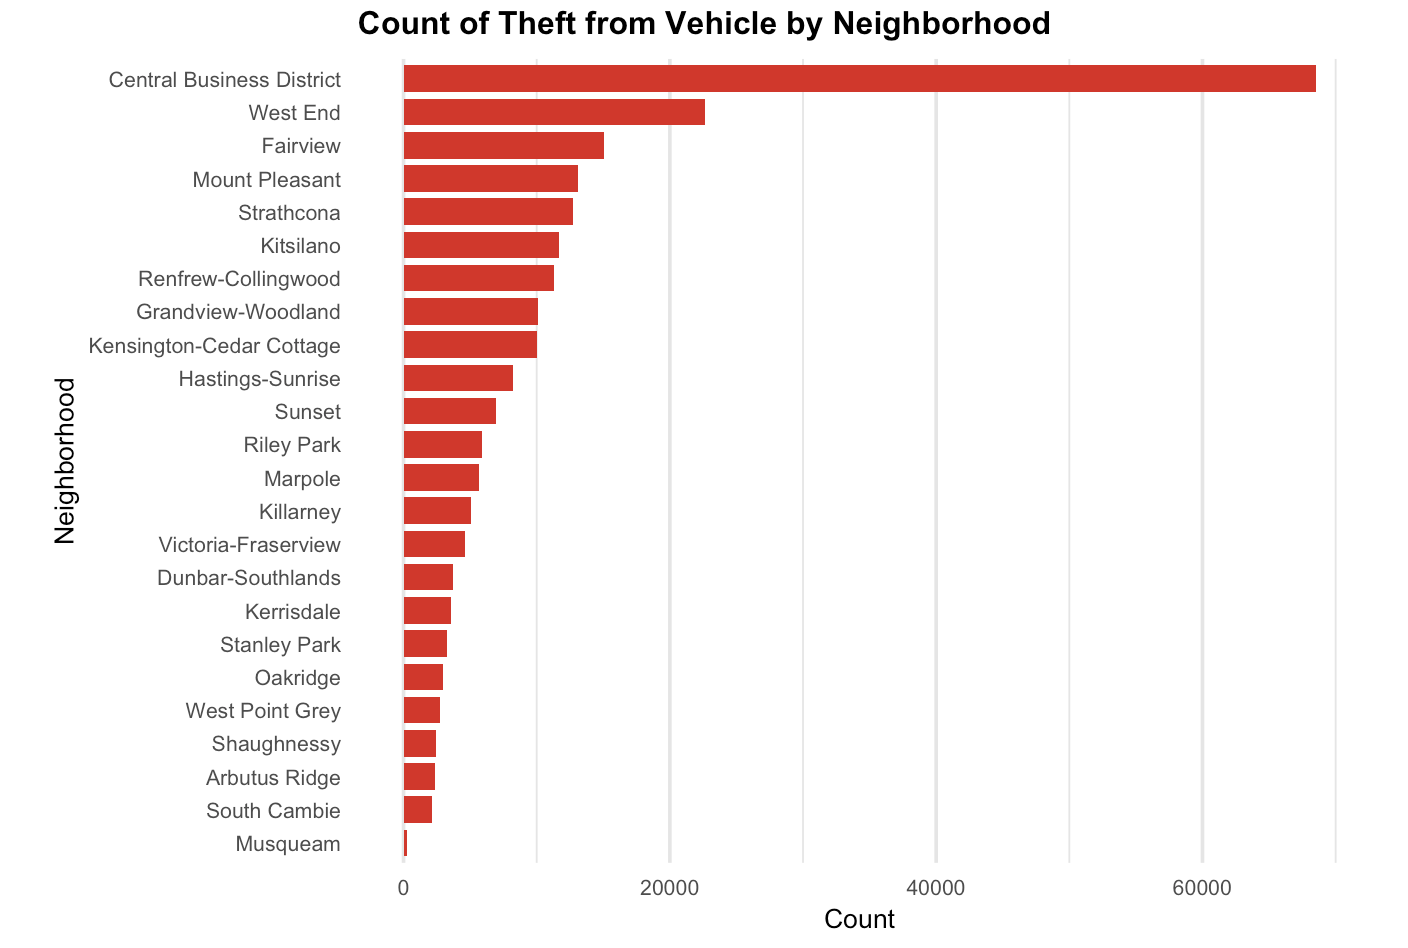 Count of Theft from Vehicle by Neighborhood
Central Business District
West End
Fairview
Mount Pleasant
Strathcona
Kitsilano
Renfrew-Collingwood
Grandview-Woodland
Kensington-Cedar Cottage
Hastings-Sunrise
Sunset
Riley Park
Marpole
Killarney
Victoria-Fraserview
Dunbar-Southlands
Kerrisdale
Stanley Park
Oakridge
West Point Grey
Shaughnessy
Arbutus Ridge
South Cambie
Musqueam
Neighborhood
0 20000 40000 60000
Count